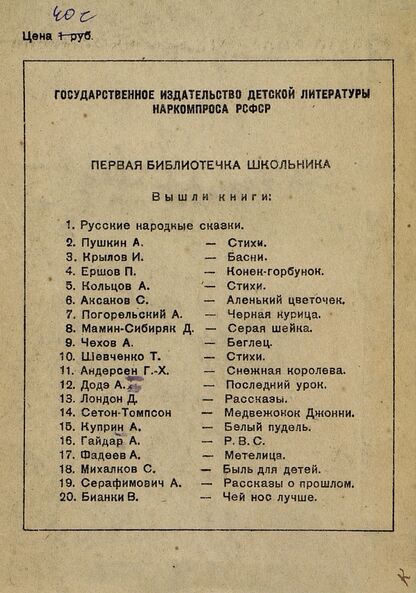 40 с
Цена 1 руб.
ГОСУДАРСТВЕННОЕ ИЗДАТЕЛЬСТВО ДЕТСКОЙ ЛИТЕРАТУРЫ
НАРКОМПРОСА РСФСР
ПЕРВАЯ БИБЛИОТЕЧКА ШКОЛЬНИКА
Вышли книги:
1. Русские народные сказки.
2. Пушкин А. — Стихи.
3. Крылов И. — Басни.
4. Ершов П. — Конек-горбунок.
5. Кольцов А. — Стихи.
6. Аксаков С. — Аленький цветочек.
7. Погорельский А. — Черная курица.
8. Мамин-Сибиряк Д. — Серая шейка.
9. Чехов А. — Беглец.
10. Шевченко Т. — Стихи.
11. Андерсен Г.-Х. — Снежная королева.
12. Додэ А. — Последний урок.
13. Лондон Д. — Рассказы.
14. Сетон-Томпсон — Медвежонок Джонни.
15. Куприн А. — Белый пудель.
16. Гайдар А. — Р. В. С.
17. Фадеев А. — Метелица.
18. Михалков С. — Быль для детей.
19. Серафимович А. — Рассказы о прошлом.
20. Бианки В. — Чей нос лучше.